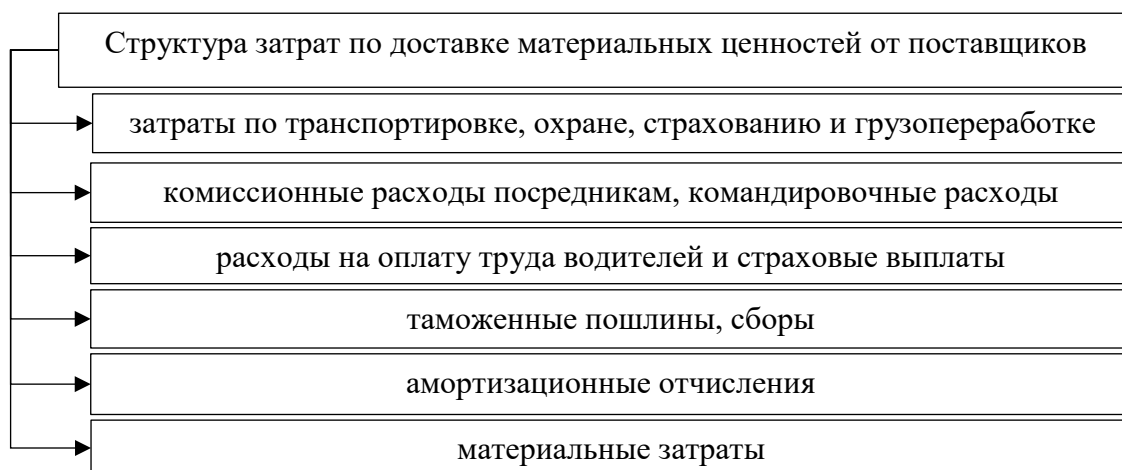 Структура затрат по доставке материальных ценностей от поставщиков
затраты по транспортировке, охране, страхованию и грузопереработке
комиссионные расходы посредникам, командировочные расходы
расходы на оплату труда водителей и страховые выплаты
таможенные пошлины, сборы
амортизационные отчисления
материальные затраты